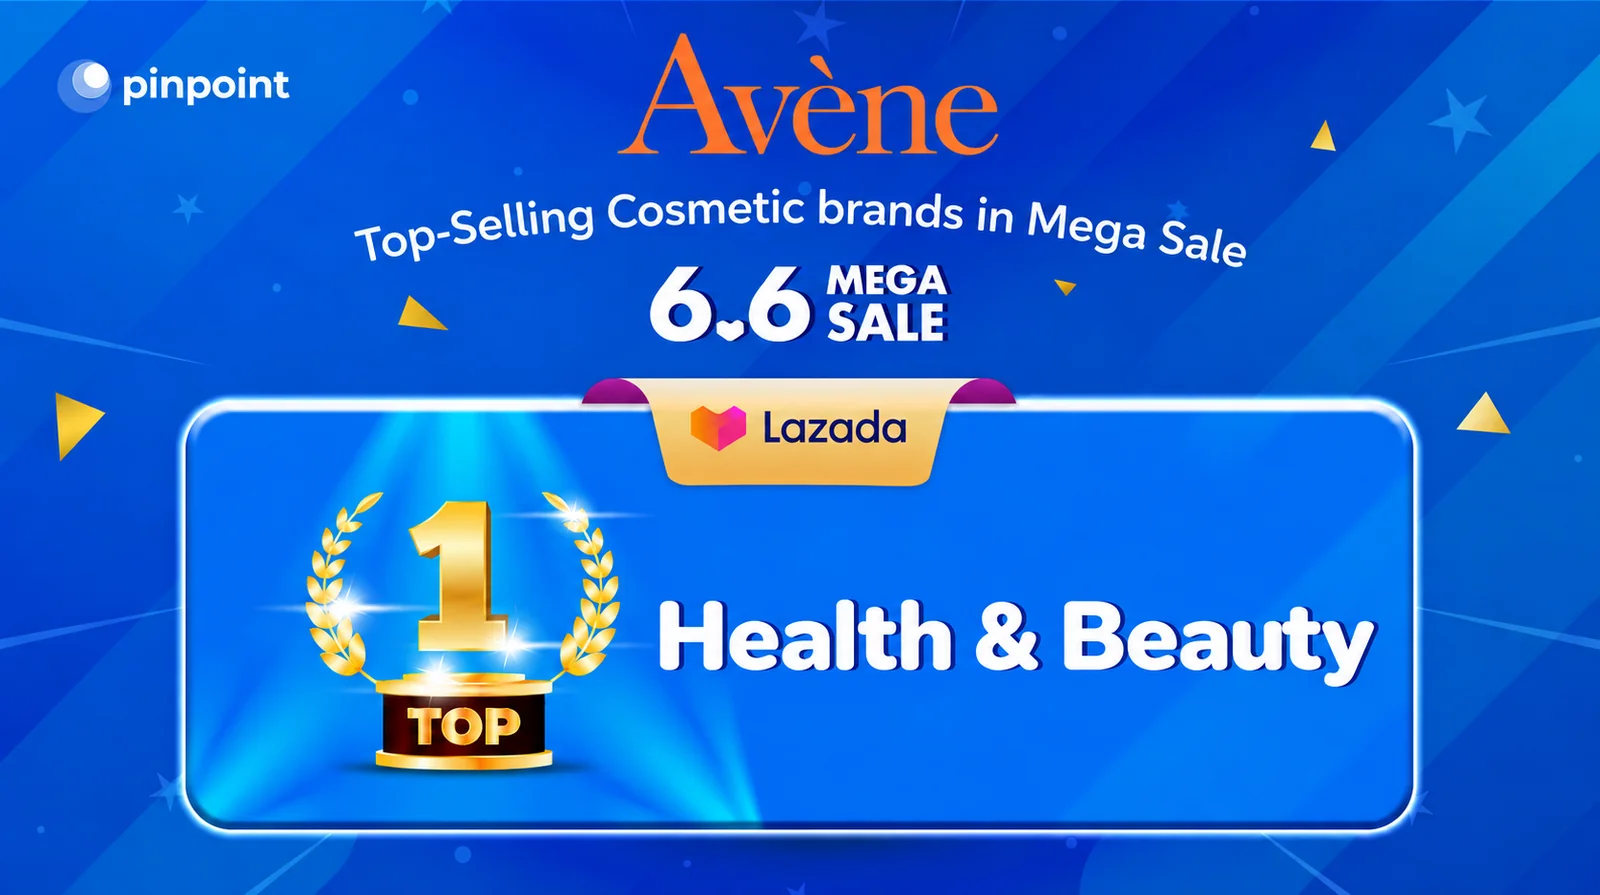 pinpoint
Avène
Top-Selling Cosmetic brands in Mega Sale
6.6 MEGA
SALE
Lazada
1
TOP
Health & Beauty